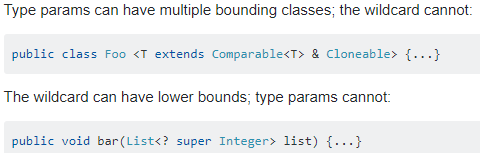 Type params can have multiple bounding classes; the wildcard cannot:
public class Foo <T extends Comparable<T> & Cloneable> {...}
The wildcard can have lower bounds; type params cannot:
public void bar(List<? super Integer> list) {...}